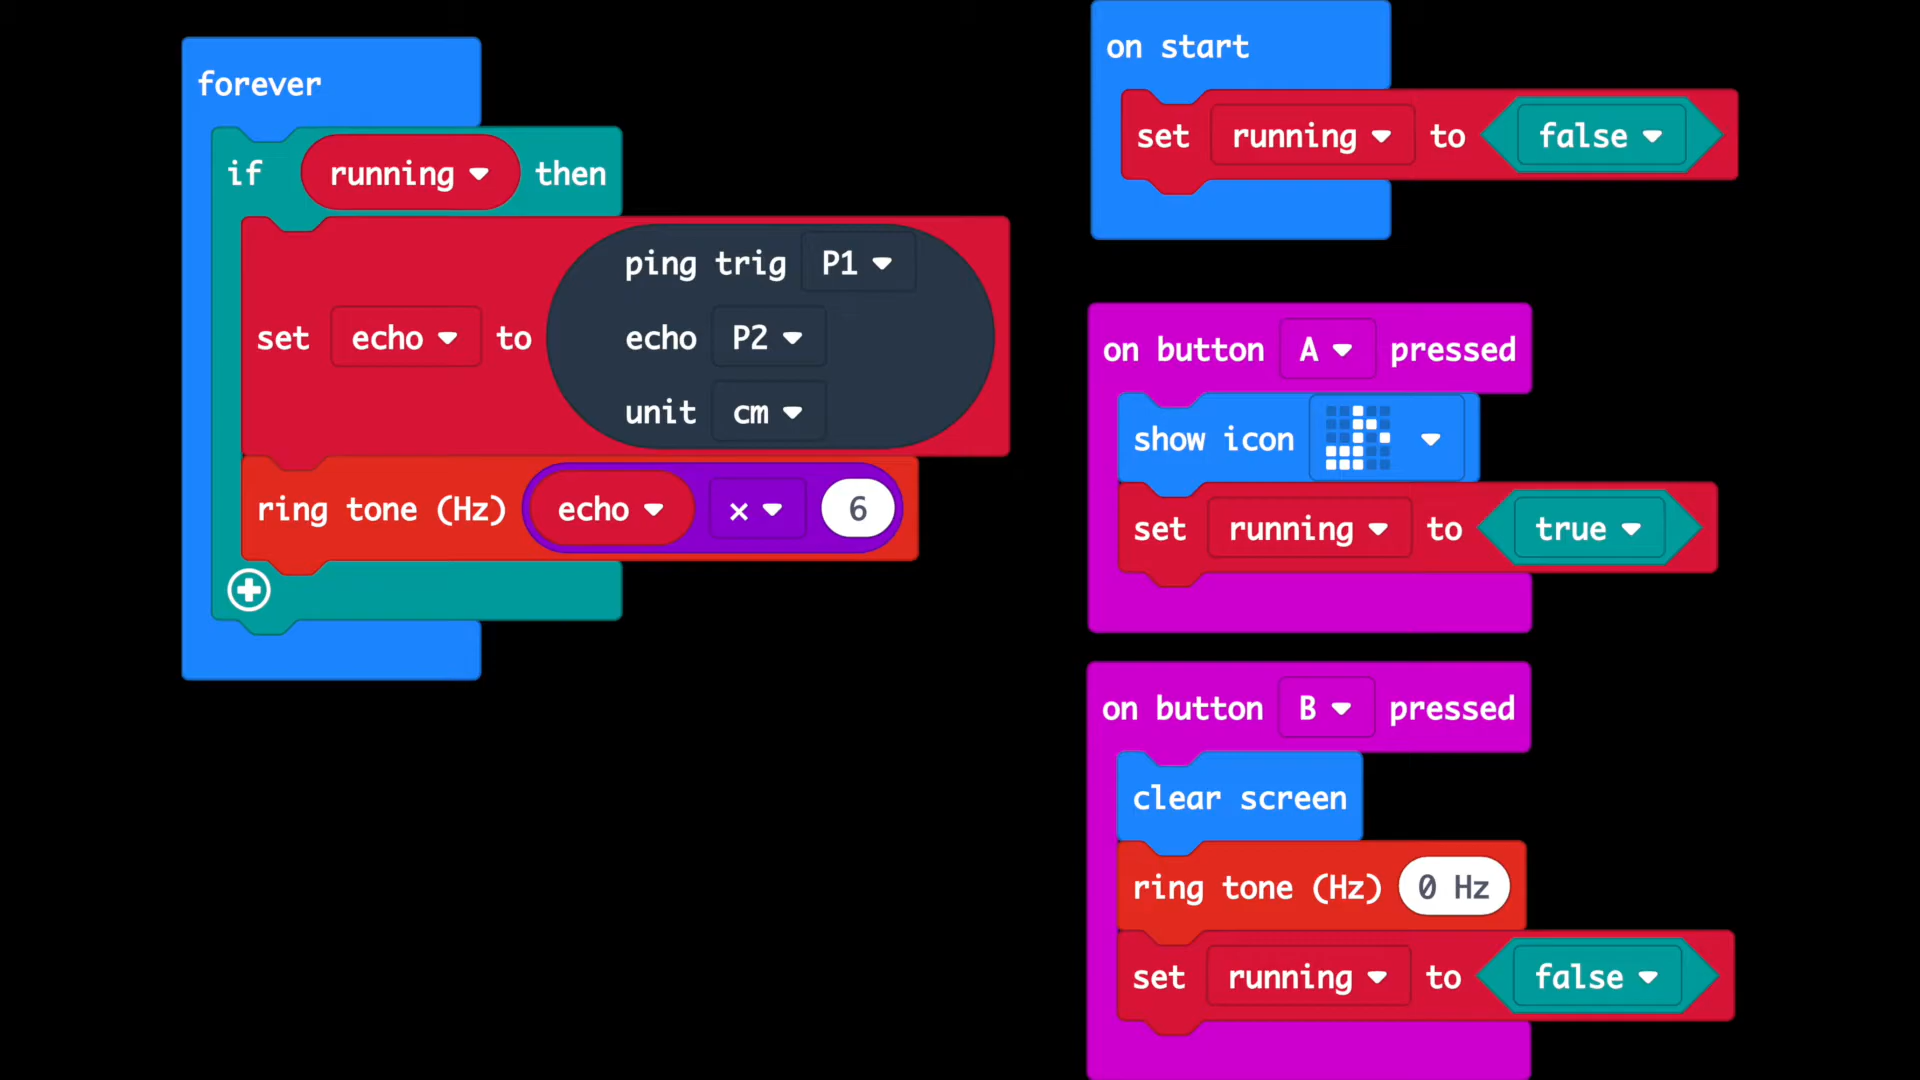 forever
if running then
set echo to ping trig P1
echo P2
unit cm
ring tone (Hz) echo × 6
on start
set running to false
on button A pressed
show icon
set running to true
on button B pressed
clear screen
ring tone (Hz) 0 Hz
set running to false